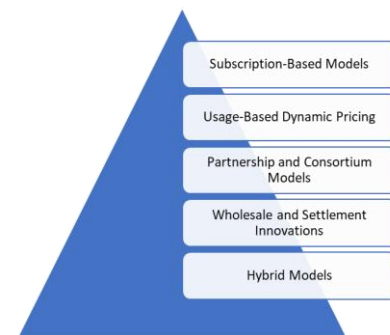 Subscription-Based Models
Usage-Based Dynamic Pricing
Partnership and Consortium
Models
Wholesale and Settlement
Innovations
Hybrid Models